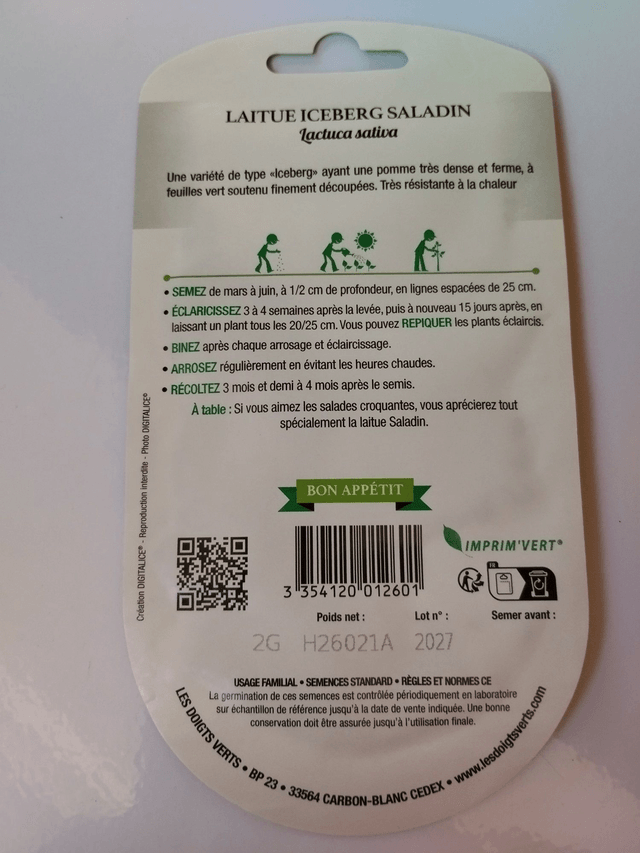 LAITUE ICEBERG SALADIN
Lactuca sativa
Une variété de type «Iceberg» ayant une pomme très dense et ferme, à
feuilles vert soutenu finement découpées. Très résistante à la chaleur
• SEMEZ de mars à juin, à 1/2 cm de profondeur, en lignes espacées de 25 cm.
• ÉCLARICISSEZ 3 à 4 semaines après la levée, puis à nouveau 15 jours après, en
laissant un plant tous les 20/25 cm. Vous pouvez REPIQUER les plants éclaircis.
• BINEZ après chaque arrosage et éclaircissage.
• ARROSEZ régulièrement en évitant les heures chaudes.
• RÉCOLTEZ 3 mois et demi à 4 mois après le semis.
À table : Si vous aimez les salades croquantes, vous aprécierez tout
spécialement la laitue Saladin.
Création DIGITALICE® - Reproduction interdite - Photo DIGITALICE®
BON APPÉTIT
IMPRIM'VERT®
FR
3 354120 012601
Poids net : Lot n° : Semer avant :
2G H26021A 2027
USAGE FAMILIAL • SEMENCES STANDARD • RÈGLES ET NORMES CE
La germination de ces semences est contrôlée périodiquement en laboratoire
sur échantillon de référence jusqu'à la date de vente indiquée. Une bonne
conservation doit être assurée jusqu'à l'utilisation finale.
LES DOIGTS VERTS • BP 23 • 33564 CARBON-BLANC CEDEX • www.lesdoigtsverts.com